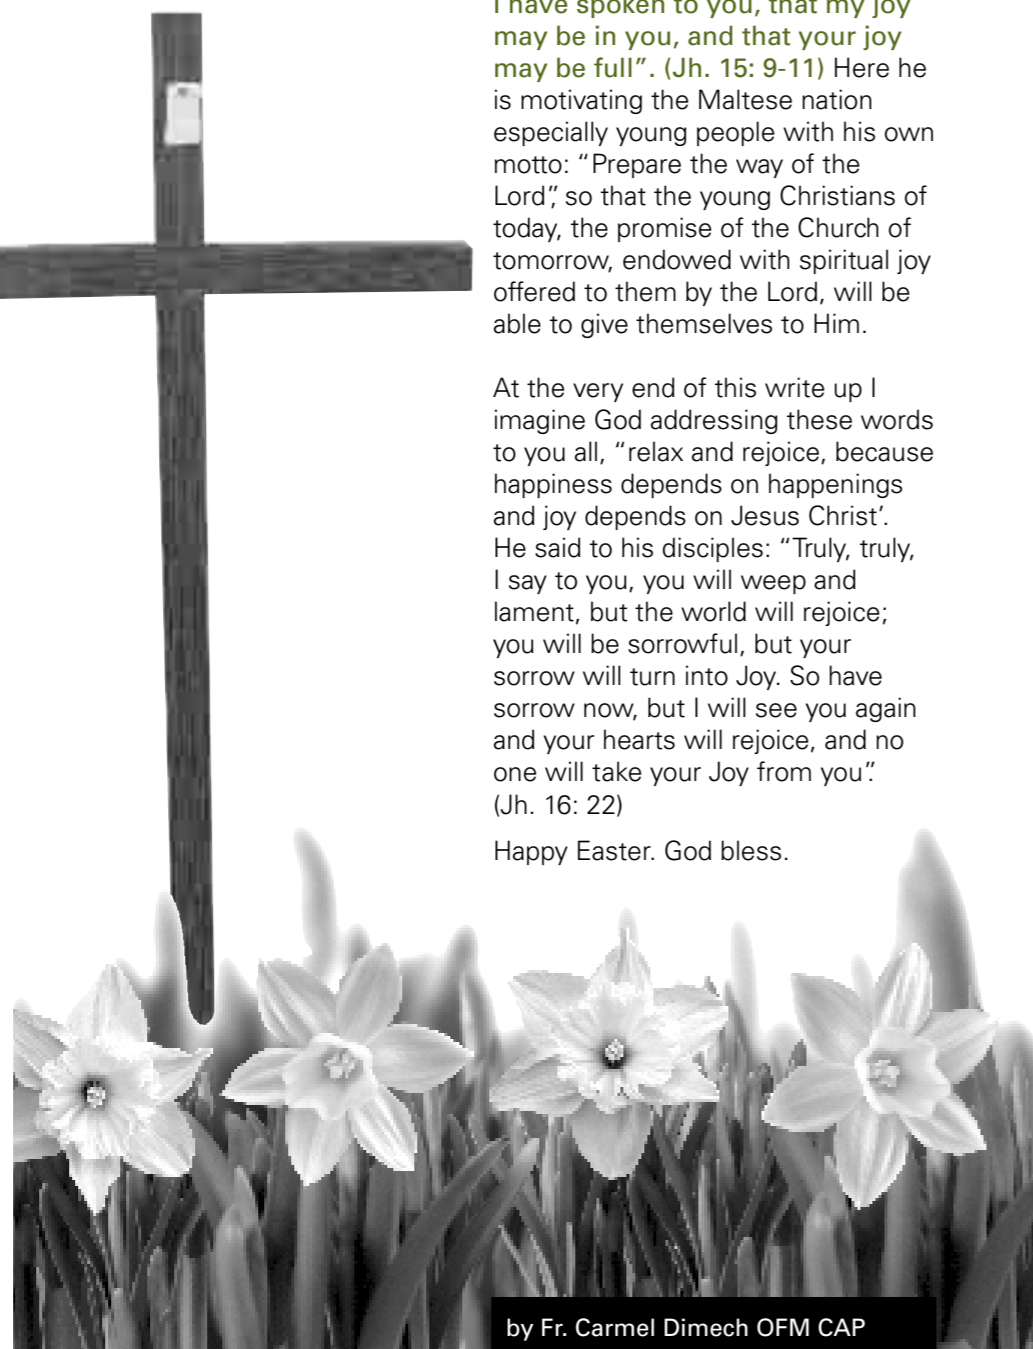 I have spoken to you, that my joy
may be in you, and that your joy
may be full”. (Jh. 15: 9-11) Here he
is motivating the Maltese nation
especially young people with his own
motto: “Prepare the way of the
Lord”, so that the young Christians of
today, the promise of the Church of
tomorrow, endowed with spiritual joy
offered to them by the Lord, will be
able to give themselves to Him.
At the very end of this write up I
imagine God addressing these words
to you all, “relax and rejoice, because
happiness depends on happenings
and joy depends on Jesus Christ’.
He said to his disciples: “Truly, truly,
I say to you, you will weep and
lament, but the world will rejoice;
you will be sorrowful, but your
sorrow will turn into Joy. So have
sorrow now, but I will see you again
and your hearts will rejoice, and no
one will take your Joy from you”.
(Jh. 16: 22)
Happy Easter. God bless.
by Fr. Carmel Dimech OFM CAP